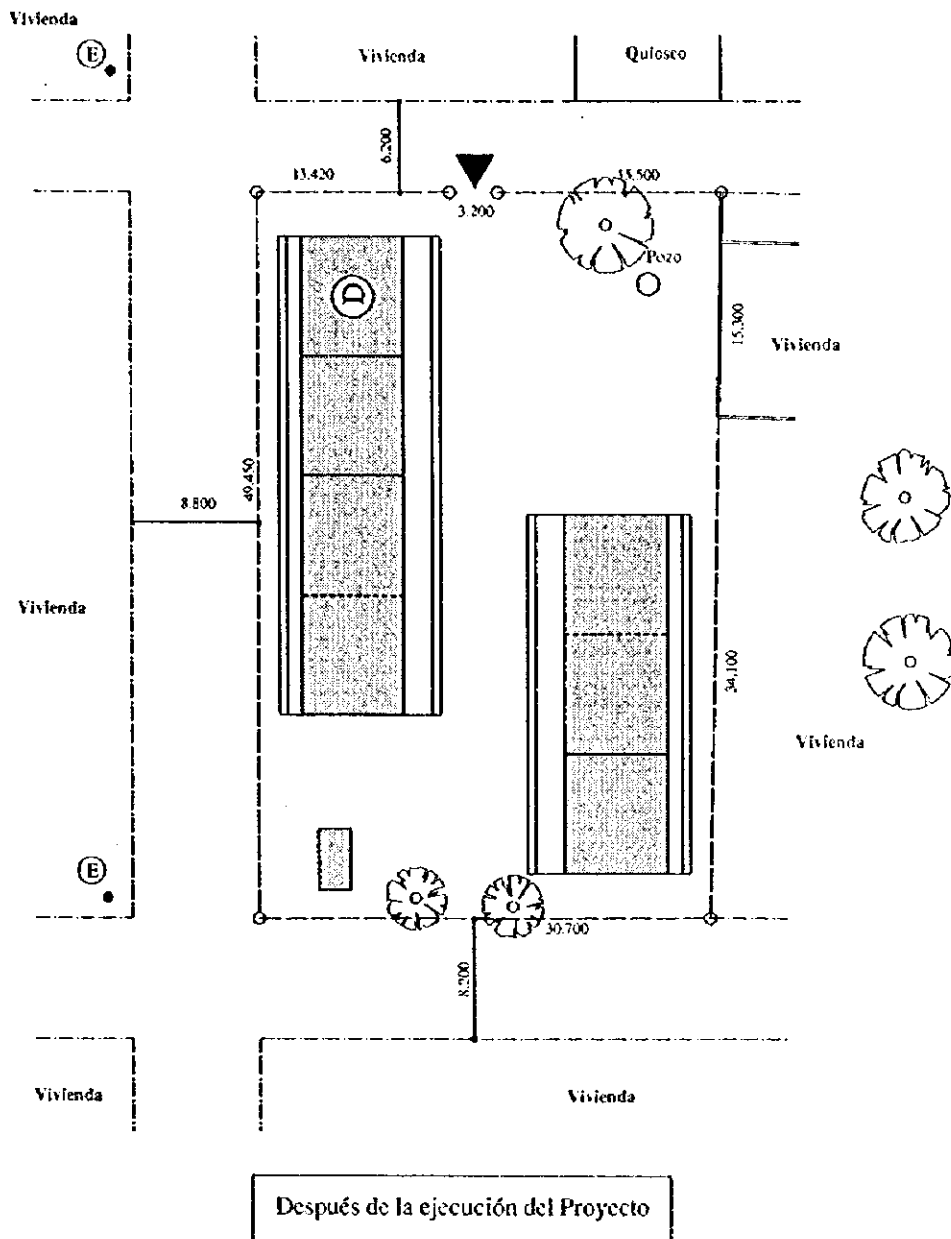 Vivienda
E
Vivienda
Quiosco
6.200
13.420
3.200
15.500
D
Pozo
15.300
Vivienda
49.450
8.800
Vivienda
34.100
Vivienda
E
30.700
8.200
Vivienda
Vivienda
Después de la ejecución del Proyecto